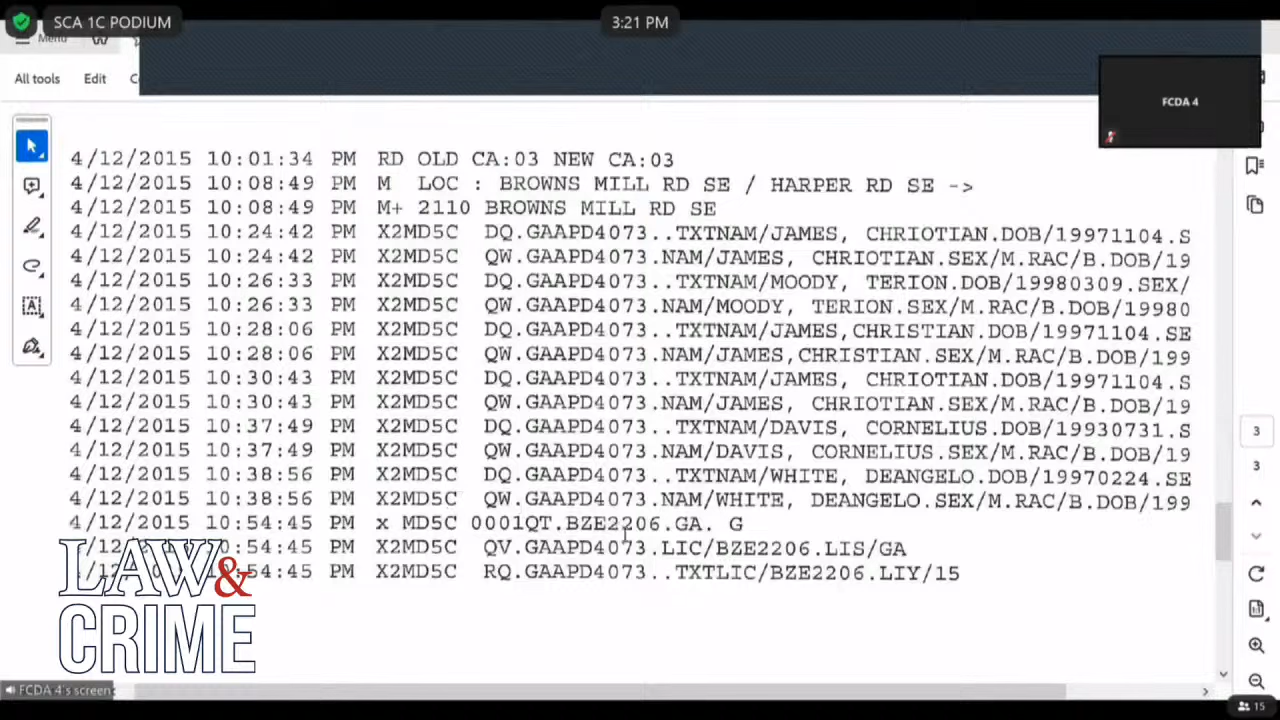 SCA 1C PODIUM
3:21 PM
Menu
All tools Edit
FCDA 4
4/12/2015 10:01:34 PM RD OLD CA:03 NEW CA:03
4/12/2015 10:08:49 PM M LOC : BROWNS MILL RD SE / HARPER RD SE ->
4/12/2015 10:08:49 PM M+ 2110 BROWNS MILL RD SE
4/12/2015 10:24:42 PM X2MD5C DQ.GAAPD4073..TXTNAM/JAMES, CHRIOTIAN.DOB/19971104.S
4/12/2015 10:24:42 PM X2MD5C QW.GAAPD4073.NAM/JAMES, CHRIOTIAN.SEX/M.RAC/B.DOB/19
4/12/2015 10:26:33 PM X2MD5C DQ.GAAPD4073..TXTNAM/MOODY, TERION.DOB/19980309.SEX/
4/12/2015 10:26:33 PM X2MD5C QW.GAAPD4073.NAM/MOODY, TERION.SEX/M.RAC/B.DOB/19980
4/12/2015 10:28:06 PM X2MD5C DQ.GAAPD4073..TXTNAM/JAMES,CHRISTIAN.DOB/19971104.SE
4/12/2015 10:28:06 PM X2MD5C QW.GAAPD4073.NAM/JAMES,CHRISTIAN.SEX/M.RAC/B.DOB/199
4/12/2015 10:30:43 PM X2MD5C DQ.GAAPD4073..TXTNAM/JAMES, CHRIOTIAN.DOB/19971104.S
4/12/2015 10:30:43 PM X2MD5C QW.GAAPD4073.NAM/JAMES, CHRIOTIAN.SEX/M.RAC/B.DOB/19
4/12/2015 10:37:49 PM X2MD5C DQ.GAAPD4073..TXTNAM/DAVIS, CORNELIUS.DOB/19930731.S
4/12/2015 10:37:49 PM X2MD5C QW.GAAPD4073.NAM/DAVIS, CORNELIUS.SEX/M.RAC/B.DOB/19
4/12/2015 10:38:56 PM X2MD5C DQ.GAAPD4073..TXTNAM/WHITE, DEANGELO.DOB/19970224.SE
4/12/2015 10:38:56 PM X2MD5C QW.GAAPD4073.NAM/WHITE, DEANGELO.SEX/M.RAC/B.DOB/199
4/12/2015 10:54:45 PM x MD5C 0001QT.BZE2206.GA. G
/12/2015 10:54:45 PM X2MD5C QV.GAAPD4073.LIC/BZE2206.LIS/GA
54:45 PM X2MD5C RQ.GAAPD4073..TXTLIC/BZE2206.LIY/15
LAW&
CRIME
3
3
FCDA 4's screen
15